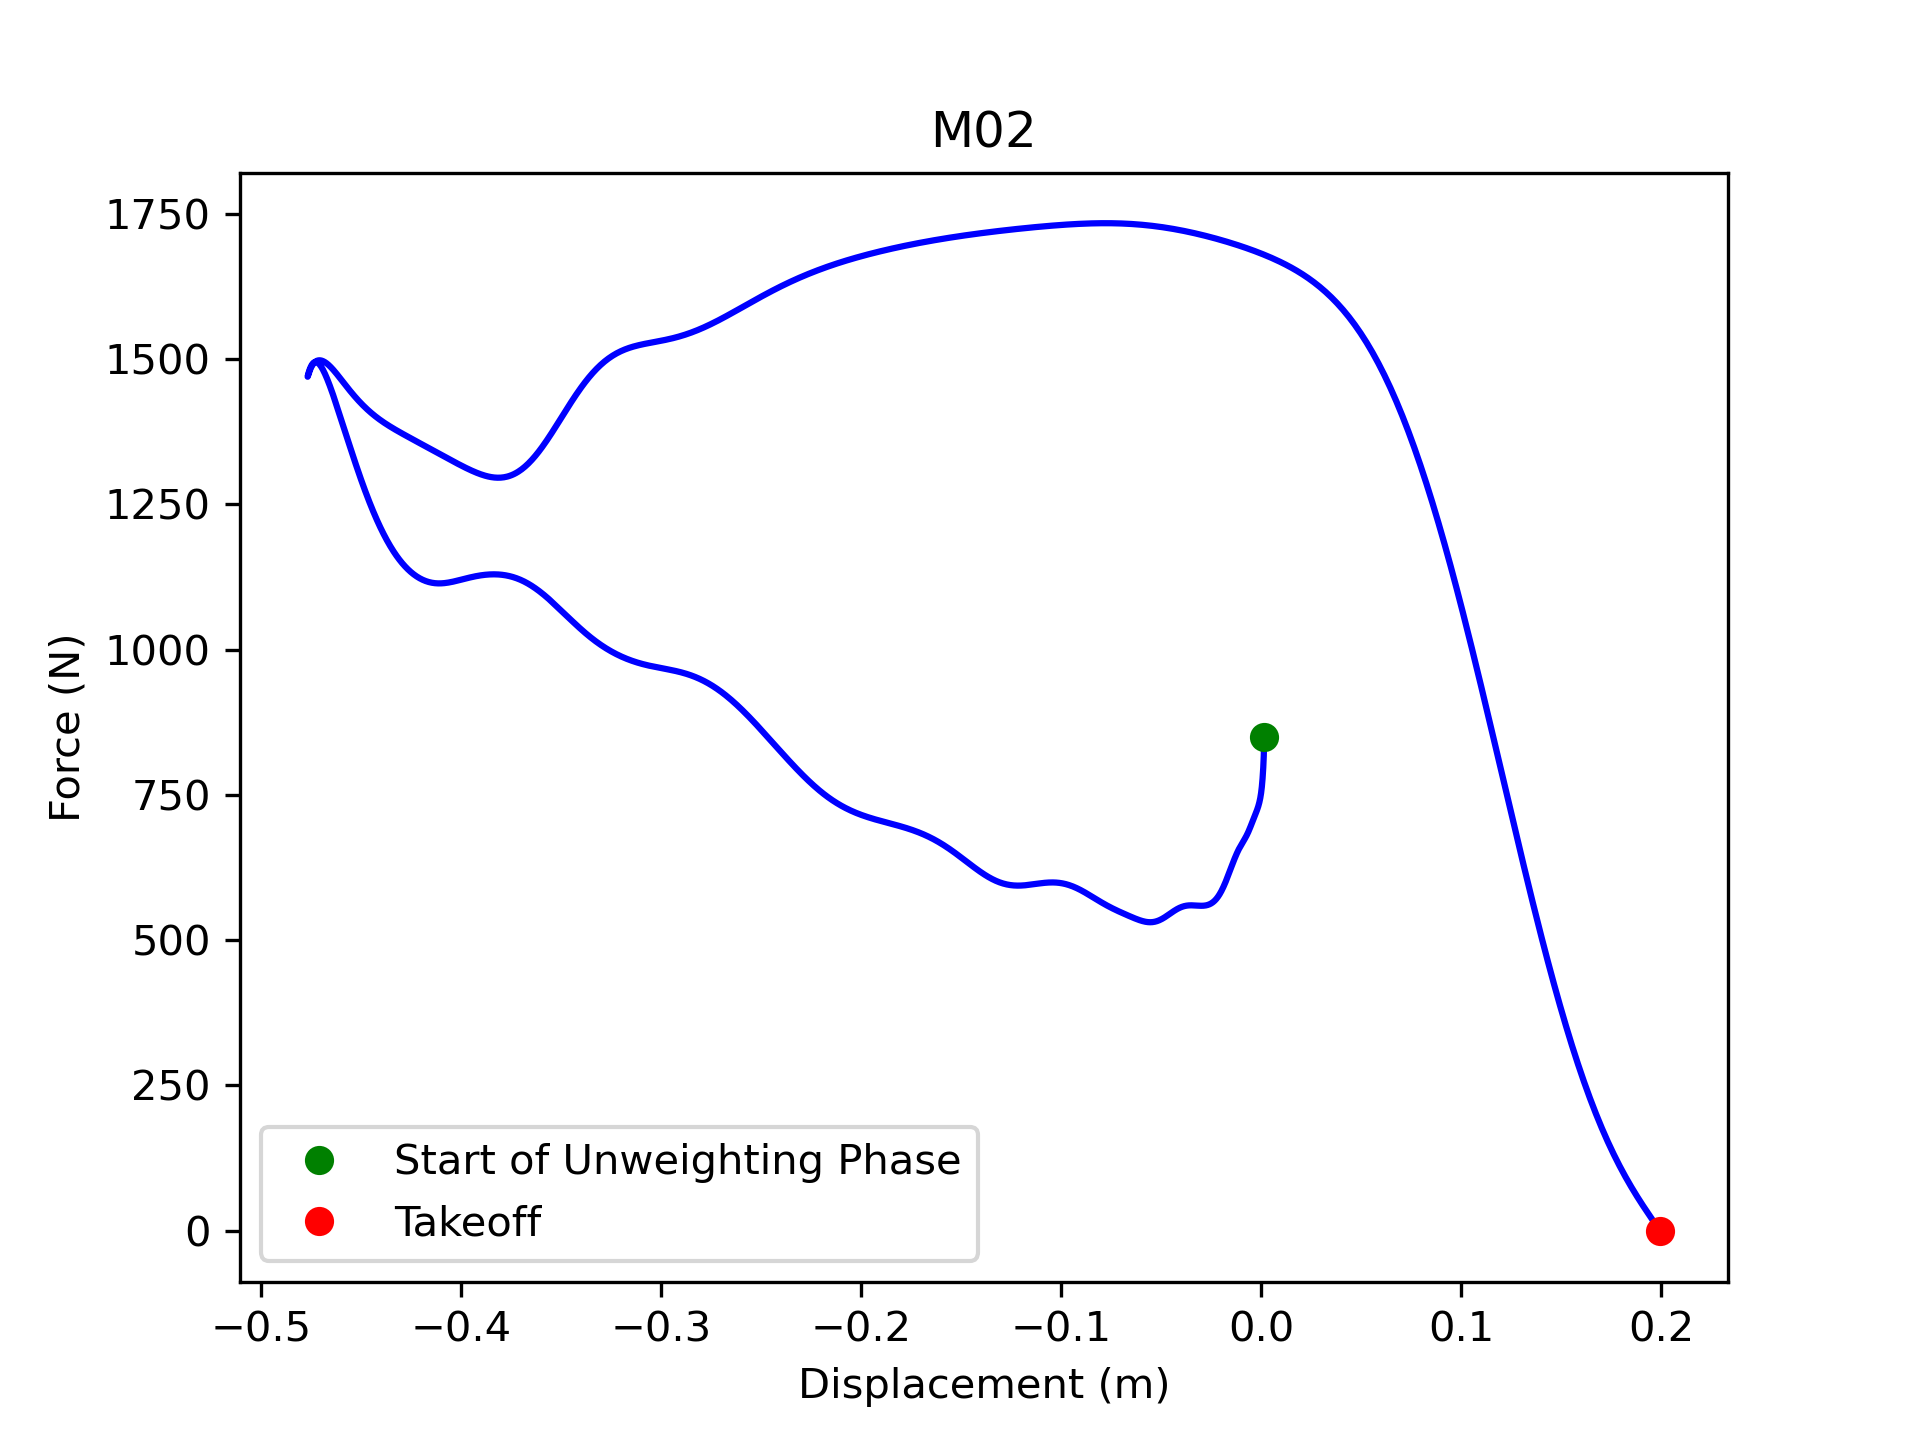 M02
Force (N)
1750
1500
1250
1000
750
500
250
0
Start of Unweighting Phase
Takeoff
−0.5 −0.4 −0.3 −0.2 −0.1 0.0 0.1 0.2
Displacement (m)